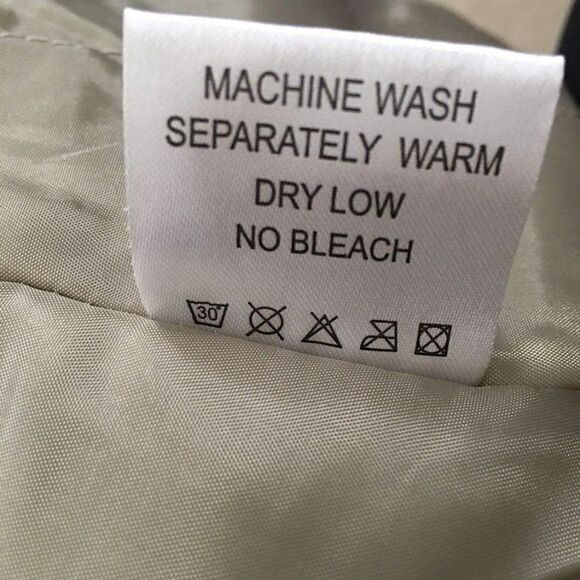 MACHINE WASH
SEPARATELY WARM
DRY LOW
NO BLEACH
30°